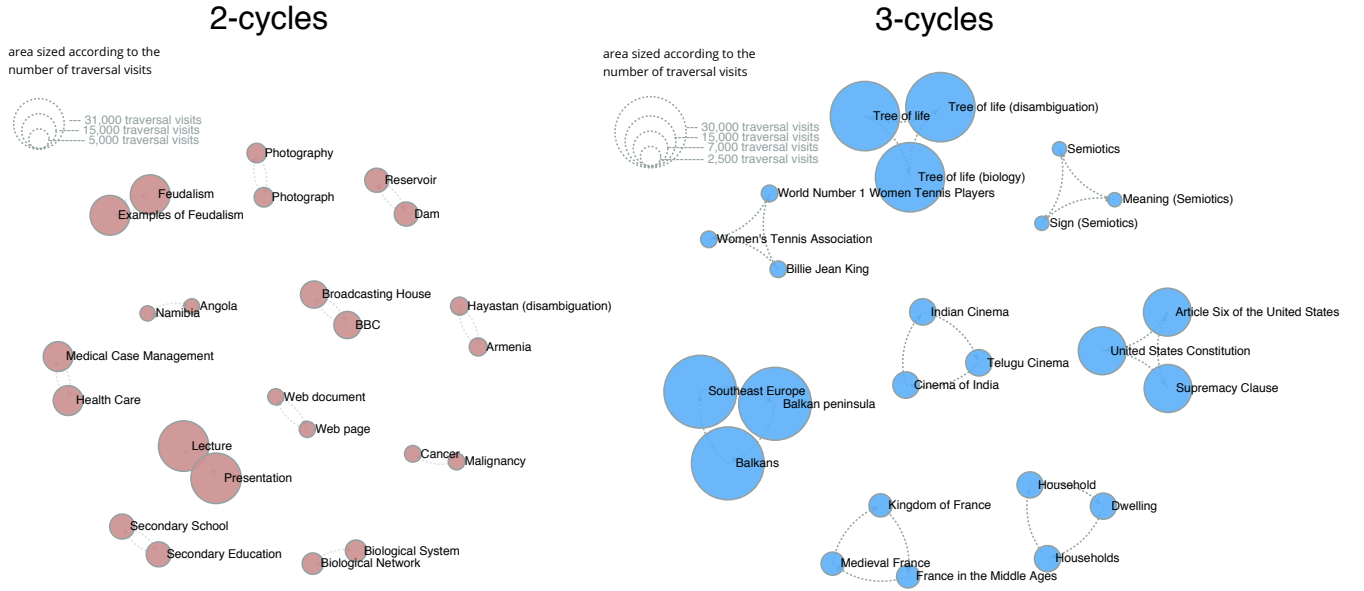 2-cycles
area sized according to the
number of traversal visits
31,000 traversal visits
15,000 traversal visits
5,000 traversal visits
Photography
Photograph
Reservoir
Dam
Feudalism
Examples of Feudalism
Angola
Namibia
Broadcasting House
BBC
Hayastan (disambiguation)
Armenia
Medical Case Management
Health Care
Web document
Web page
Lecture
Presentation
Cancer
Malignancy
Secondary School
Secondary Education
Biological System
Biological Network
3-cycles
area sized according to the
number of traversal visits
30,000 traversal visits
15,000 traversal visits
7,000 traversal visits
2,500 traversal visits
Tree of life
Tree of life (disambiguation)
Tree of life (biology)
Semiotics
Meaning (Semiotics)
Sign (Semiotics)
World Number 1 Women Tennis Players
Women's Tennis Association
Billie Jean King
Indian Cinema
Telugu Cinema
Cinema of India
Article Six of the United States
United States Constitution
Supremacy Clause
Southeast Europe
Balkan peninsula
Balkans
Kingdom of France
Medieval France
France in the Middle Ages
Household
Dwelling
Households